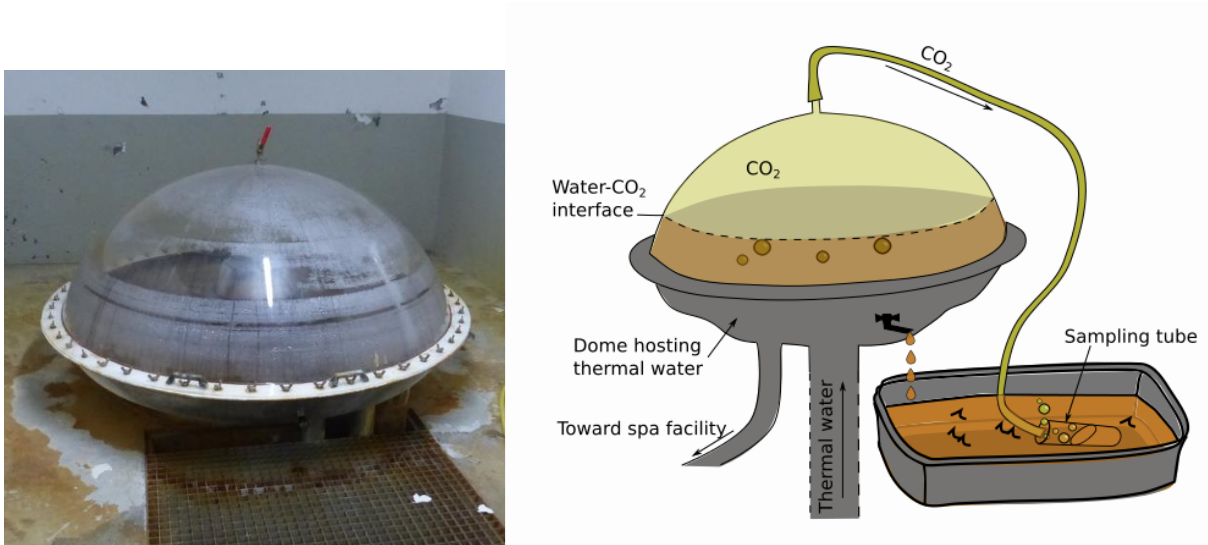 CO₂
CO₂
Water-CO₂
interface
Sampling tube
Dome hosting
thermal water
Toward spa facility
Thermal water